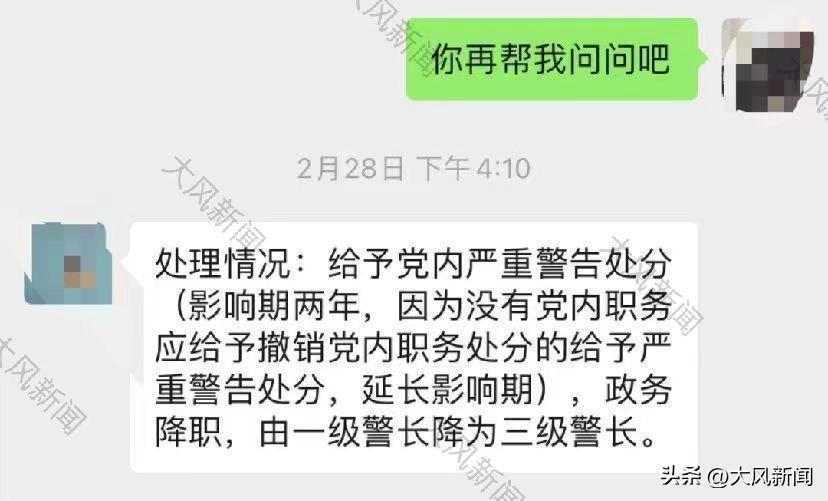 你再帮我问问吧
2月28日 下午4:10
处理情况：给予党内严重警告处分
（影响期两年，因为没有党内职务
应给予撤销党内职务处分的给予严
重警告处分，延长影响期），政务
降职，由一级警长降为三级警长。
大风新闻
大风新闻
大风新闻
大风新闻
大风新闻
大风新闻
头条 @大风新闻